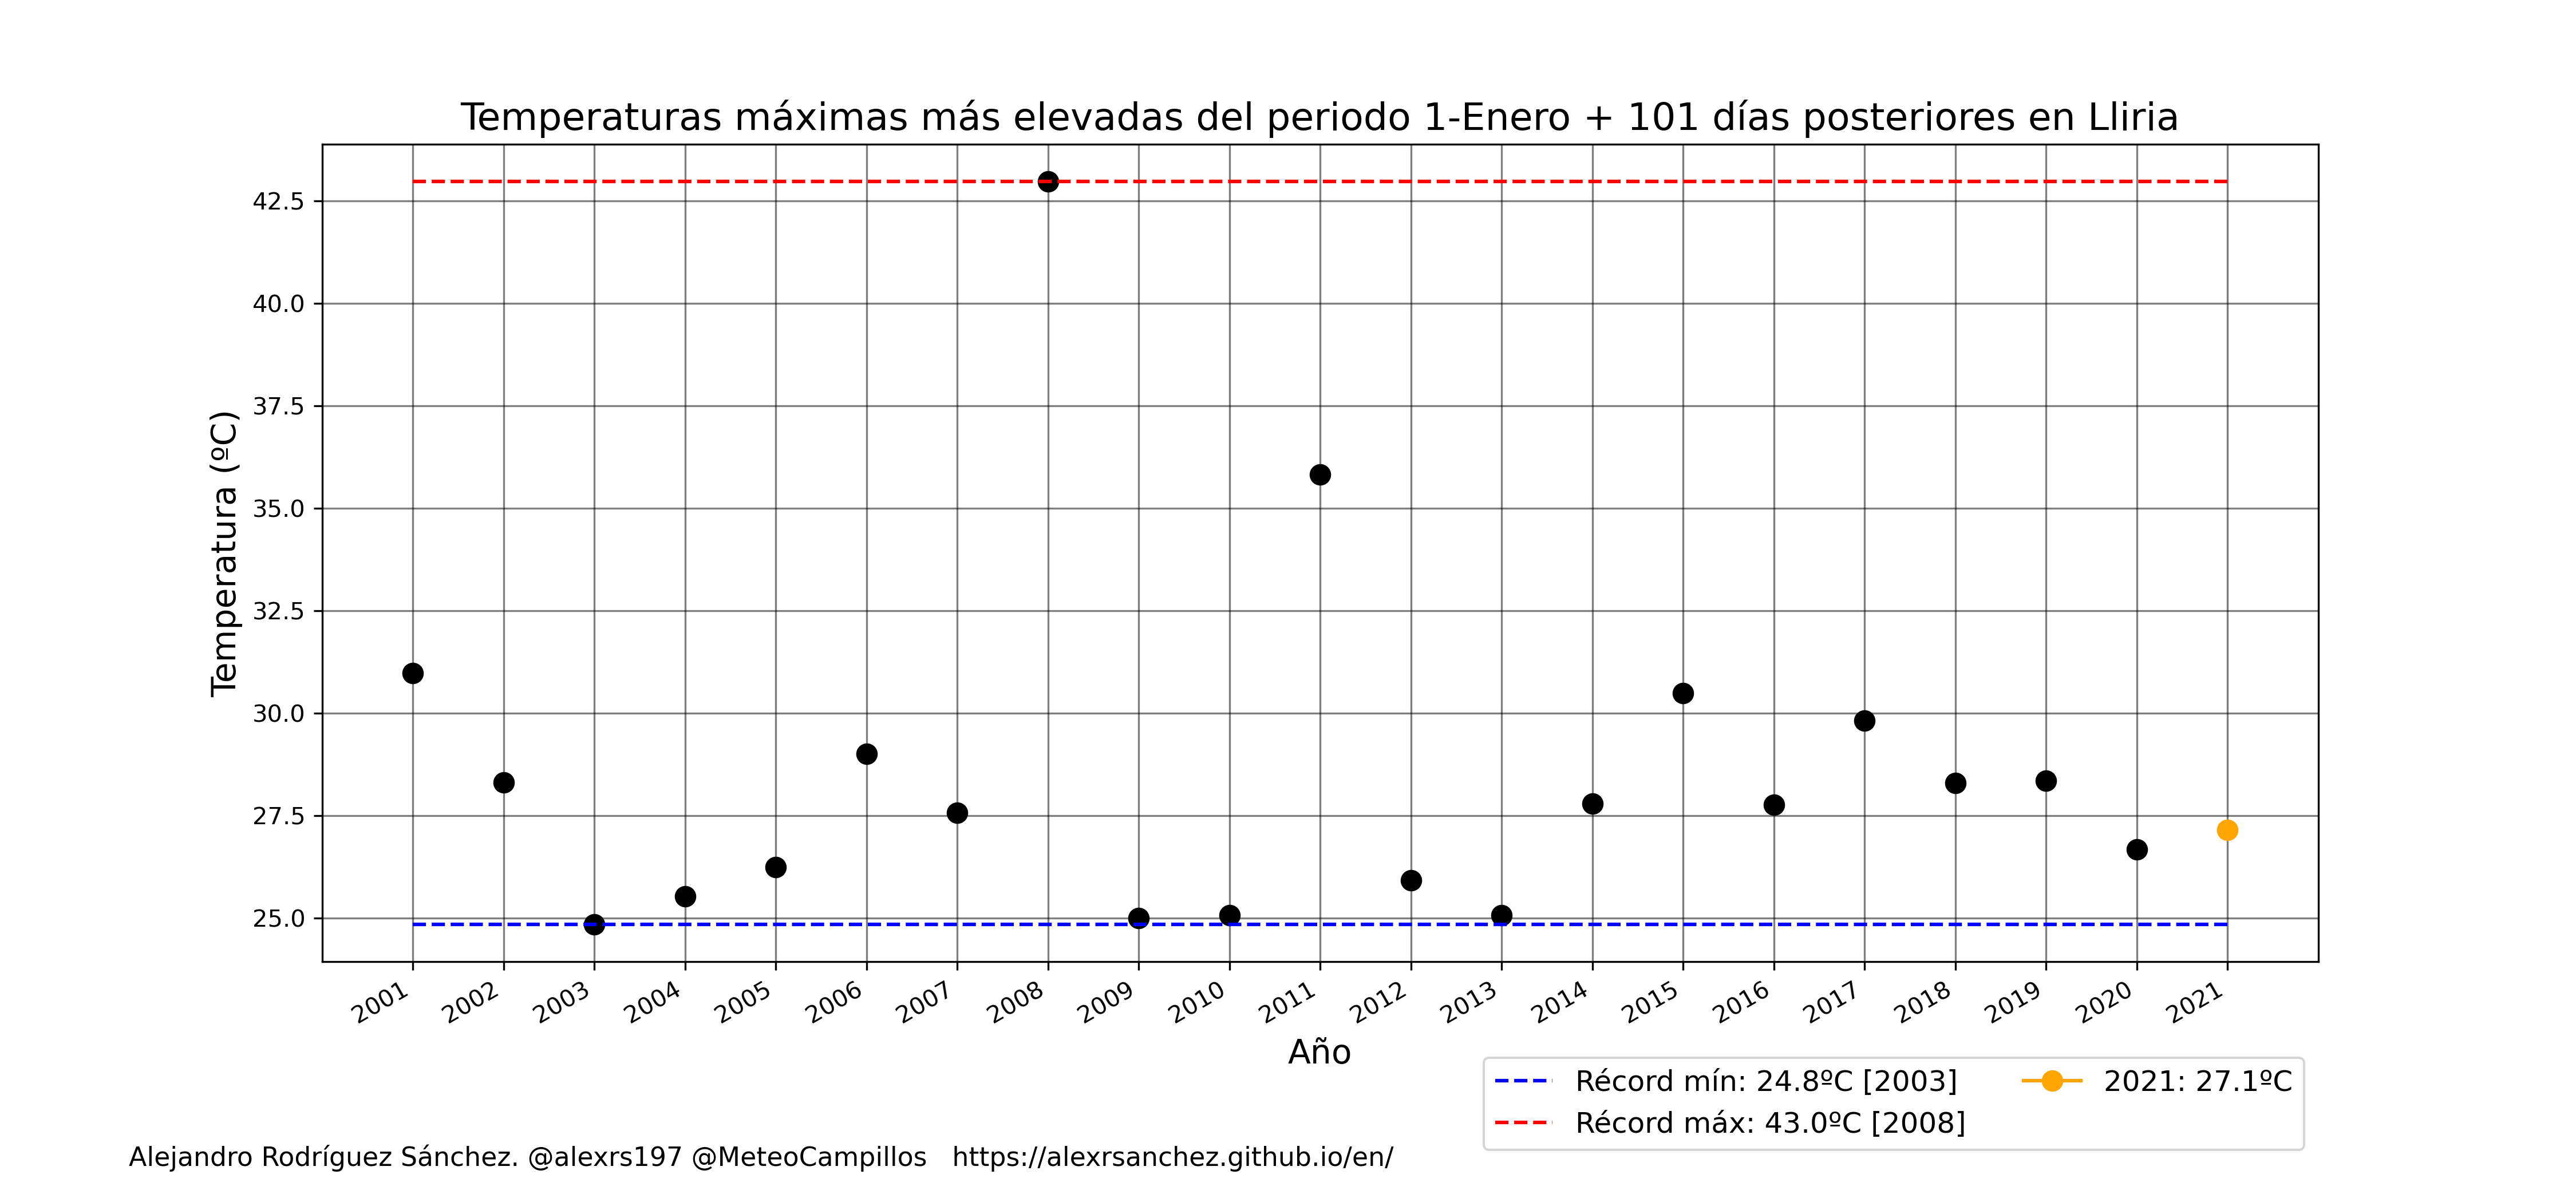 Temperaturas máximas más elevadas del periodo 1-Enero + 101 días posteriores en Lliria
Temperatura (ºC)
42.5
40.0
37.5
35.0
32.5
30.0
27.5
25.0
2001 2002 2003 2004 2005 2006 2007 2008 2009 2010 2011 2012 2013 2014 2015 2016 2017 2018 2019 2020 2021
Año
Récord mín: 24.8ºC [2003]
Récord máx: 43.0ºC [2008]
2021: 27.1ºC
Alejandro Rodríguez Sánchez. @alexrs197 @MeteoCampillos https://alexrsanchez.github.io/en/